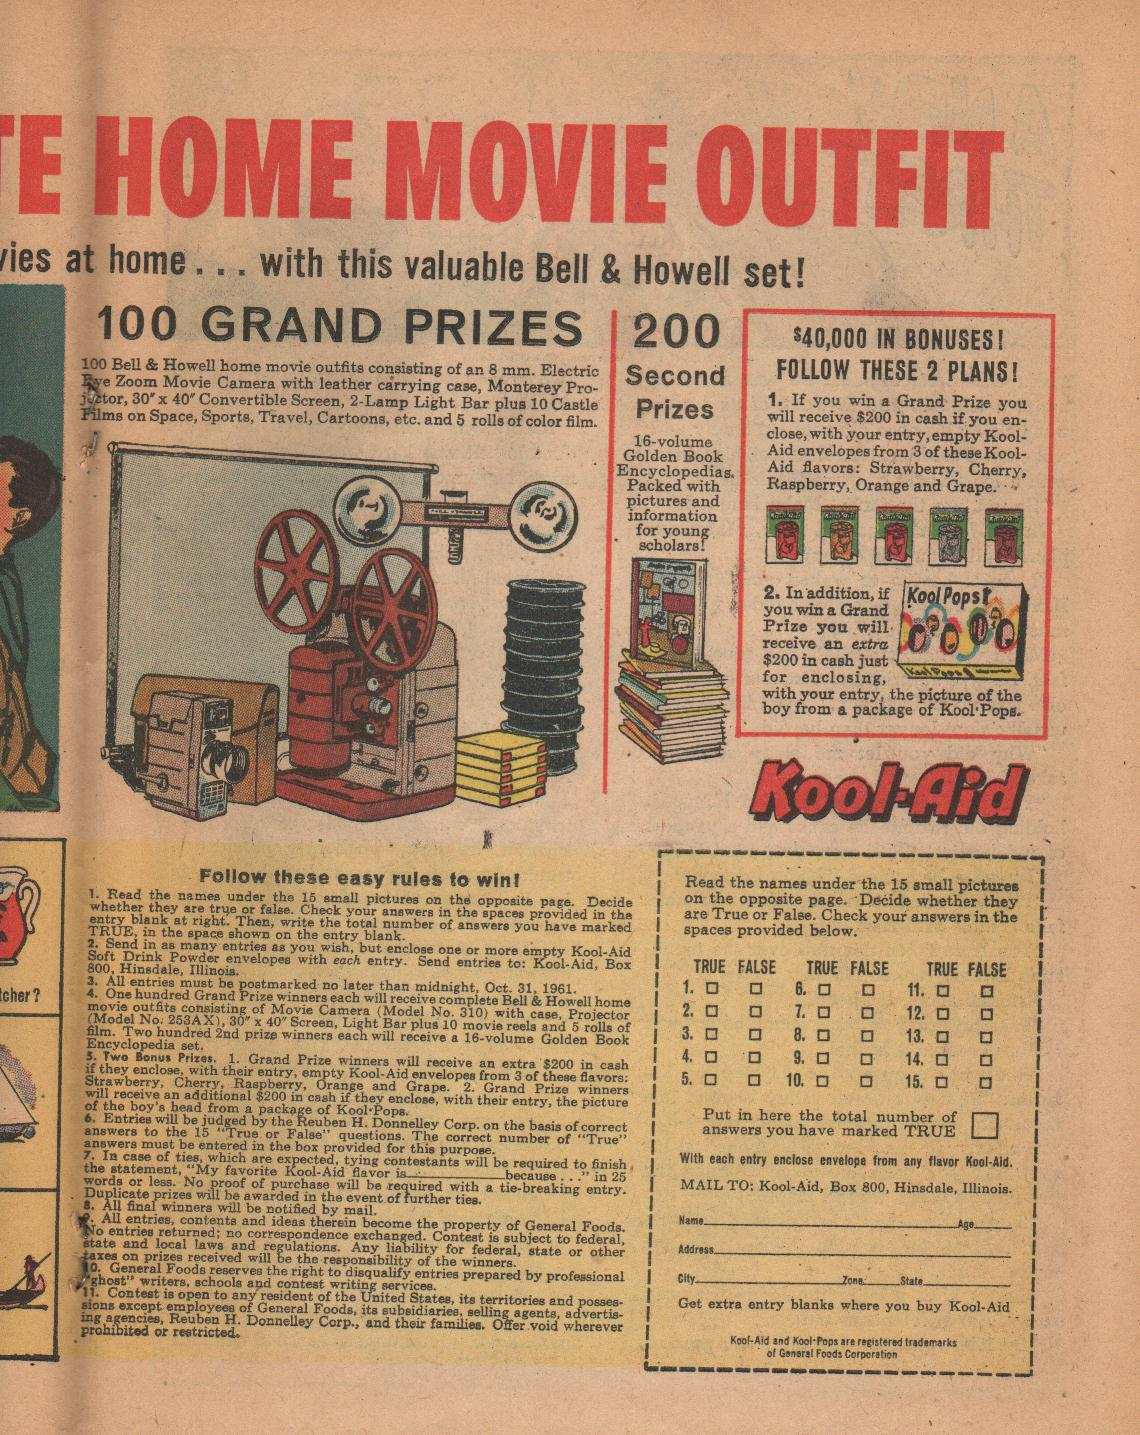 TE HOME MOVIE OUTFIT
vies at home . . . with this valuable Bell & Howell set!
100 GRAND PRIZES
100 Bell & Howell home movie outfits consisting of an 8 mm. Electric
Eye Zoom Movie Camera with leather carrying case, Monterey Pro-
jector, 30″ x 40″ Convertible Screen, 2-Lamp Light Bar plus 10 Castle
Films on Space, Sports, Travel, Cartoons, etc. and 5 rolls of color film.
200
Second
Prizes
16-volume
Golden Book
Encyclopedias.
Packed with
pictures and
information
for young
scholars!
$40,000 IN BONUSES!
FOLLOW THESE 2 PLANS!
1. If you win a Grand Prize you
will receive $200 in cash if you en-
close, with your entry, empty Kool-
Aid envelopes from 3 of these Kool-
Aid flavors: Strawberry, Cherry,
Raspberry, Orange and Grape.
2. In addition, if
you win a Grand
Prize you will
receive an extra
$200 in cash just
for enclosing,
with your entry, the picture of the
boy from a package of Kool·Pops.
Kool Pops!
Kool Pops
Kool-Aid
tcher?
Follow these easy rules to win!
1. Read the names under the 15 small pictures on the opposite page. Decide
whether they are true or false. Check your answers in the spaces provided in the
entry blank at right. Then, write the total number of answers you have marked
TRUE, in the space shown on the entry blank.
2. Send in as many entries as you wish, but enclose one or more empty Kool-Aid
Soft Drink Powder envelopes with each entry. Send entries to: Kool-Aid, Box
800, Hinsdale, Illinois.
3. All entries must be postmarked no later than midnight, Oct. 31, 1961.
4. One hundred Grand Prize winners each will receive complete Bell & Howell home
movie outfits consisting of Movie Camera (Model No. 310) with case, Projector
(Model No. 253AX), 30″ x 40″ Screen, Light Bar plus 10 movie reels and 5 rolls of
film. Two hundred 2nd prize winners each will receive a 16-volume Golden Book
Encyclopedia set.
5. Two Bonus Prizes. 1. Grand Prize winners will receive an extra $200 in cash
if they enclose, with their entry, empty Kool-Aid envelopes from 3 of these flavors:
Strawberry, Cherry, Raspberry, Orange and Grape. 2. Grand Prize winners
will receive an additional $200 in cash if they enclose, with their entry, the picture
of the boy's head from a package of Kool·Pops.
6. Entries will be judged by the Reuben H. Donnelley Corp. on the basis of correct
answers to the 15 "True or False" questions. The correct number of "True"
answers must be entered in the box provided for this purpose.
7. In case of ties, which are expected, tying contestants will be required to finish
the statement, "My favorite Kool-Aid flavor is____________because . . ." in 25
words or less. No proof of purchase will be required with a tie-breaking entry.
Duplicate prizes will be awarded in the event of further ties.
8. All final winners will be notified by mail.
9. All entries, contents and ideas therein become the property of General Foods.
No entries returned; no correspondence exchanged. Contest is subject to federal,
state and local laws and regulations. Any liability for federal, state or other
taxes on prizes received will be the responsibility of the winners.
10. General Foods reserves the right to disqualify entries prepared by professional
"ghost" writers, schools and contest writing services.
11. Contest is open to any resident of the United States, its territories and posses-
sions except employees of General Foods, its subsidiaries, selling agents, advertis-
ing agencies, Reuben H. Donnelley Corp., and their families. Offer void wherever
prohibited or restricted.
Read the names under the 15 small pictures
on the opposite page. Decide whether they
are True or False. Check your answers in the
spaces provided below.
TRUE FALSE TRUE FALSE TRUE FALSE
1. 6. 11.
2. 7. 12.
3. 8. 13.
4. 9. 14.
5. 10. 15.
Put in here the total number of
answers you have marked TRUE
With each entry enclose envelope from any flavor Kool-Aid.
MAIL TO: Kool-Aid, Box 800, Hinsdale, Illinois.
Name____________Age______
Address____________
City____________Zone______State____________
Get extra entry blanks where you buy Kool-Aid
Kool-Aid and Kool-Pops are registered trademarks
of General Foods Corporation